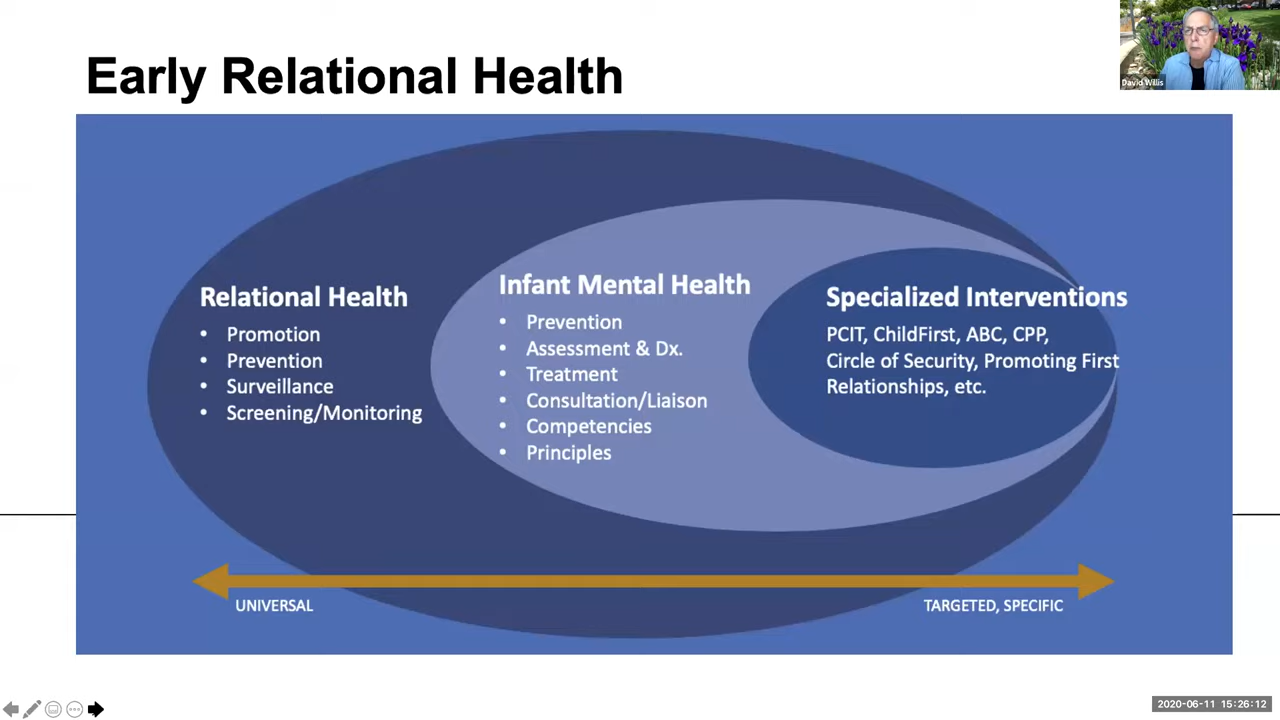 Early Relational Health
David Willis
Relational Health
• Promotion
• Prevention
• Surveillance
• Screening/Monitoring
Infant Mental Health
• Prevention
• Assessment & Dx.
• Treatment
• Consultation/Liaison
• Competencies
• Principles
Specialized Interventions
PCIT, ChildFirst, ABC, CPP,
Circle of Security, Promoting First
Relationships, etc.
UNIVERSAL
TARGETED, SPECIFIC
2020-06-11 15:26:12